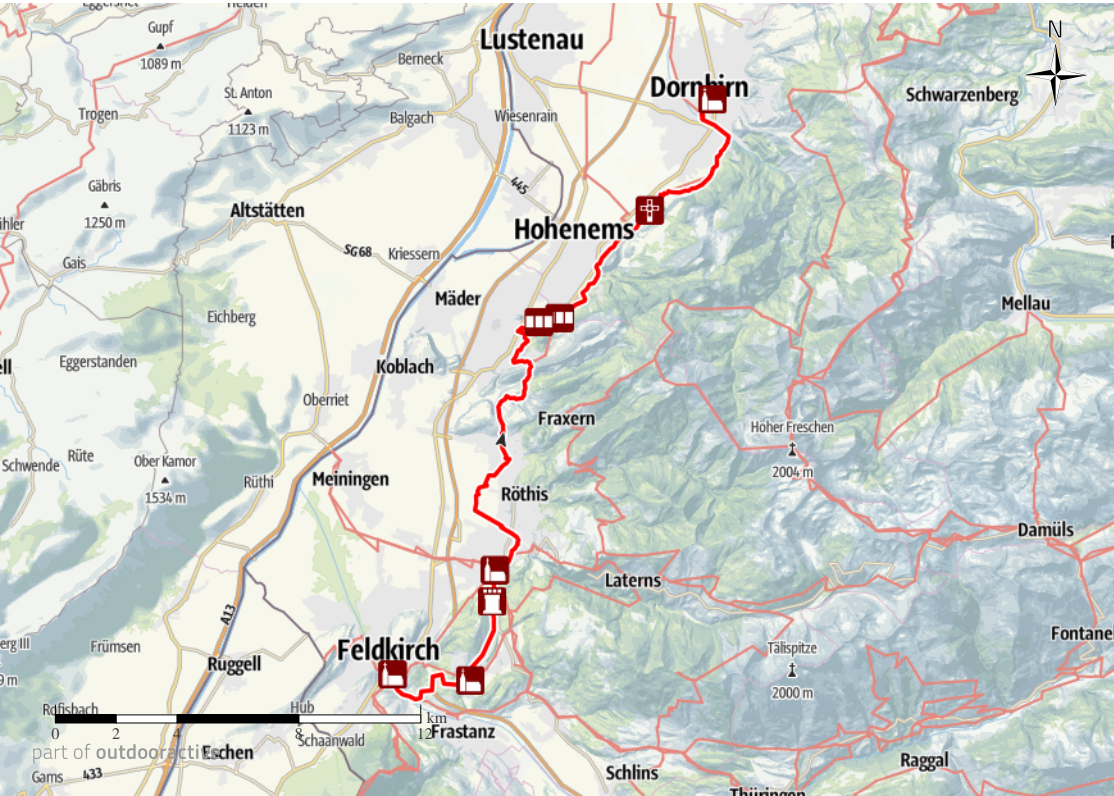 Gupf
1089 m
Lustenau
N
Berneck
St. Anton
1123 m
Trogen
Balgach
Wiesenrain
Dornbirn
Schwarzenberg
Gäbris
1250 m
445
Altstätten
Hohenems
SG68
Kriessern
Gais
Mäder
Mellau
Eichberg
Eggerstanden
Koblach
Oberriet
Fraxern
Hoher Freschen
2004 m
Schwende
Rüte
Ober Kamor
1534 m
Rüthi
Meiningen
Röthis
Damüls
Laterns
A13
Frümsen
Feldkirch
Tälispitze
2000 m
Ruggell
Hub
0 2 4 8 12 km
Schaanwald
Frastanz
part of outdooractive
Eschen
Gams
433
Schlins
Raggal
Thüringen